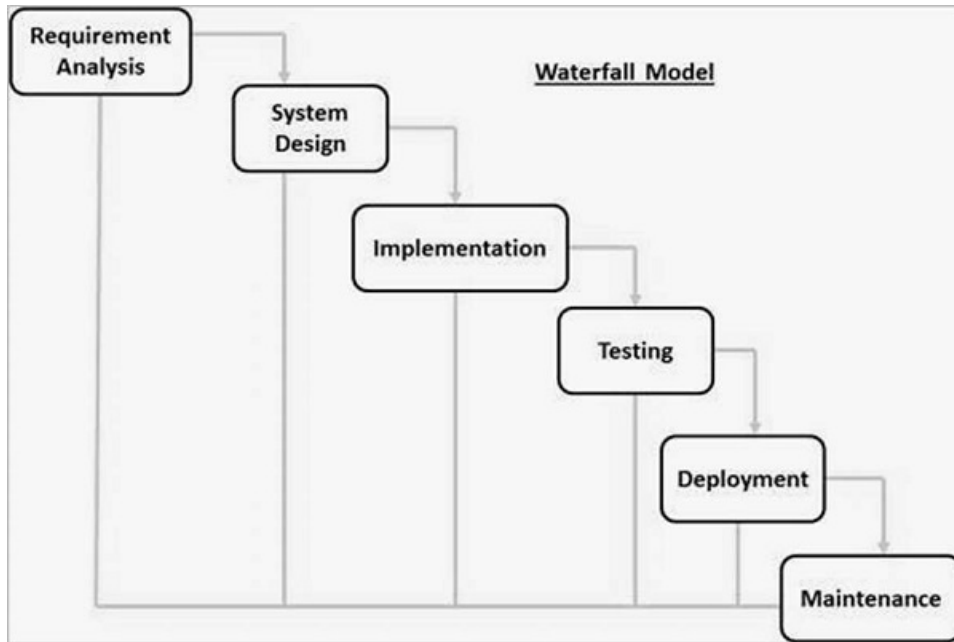 Requirement
Analysis
Waterfall Model
System
Design
Implementation
Testing
Deployment
Maintenance